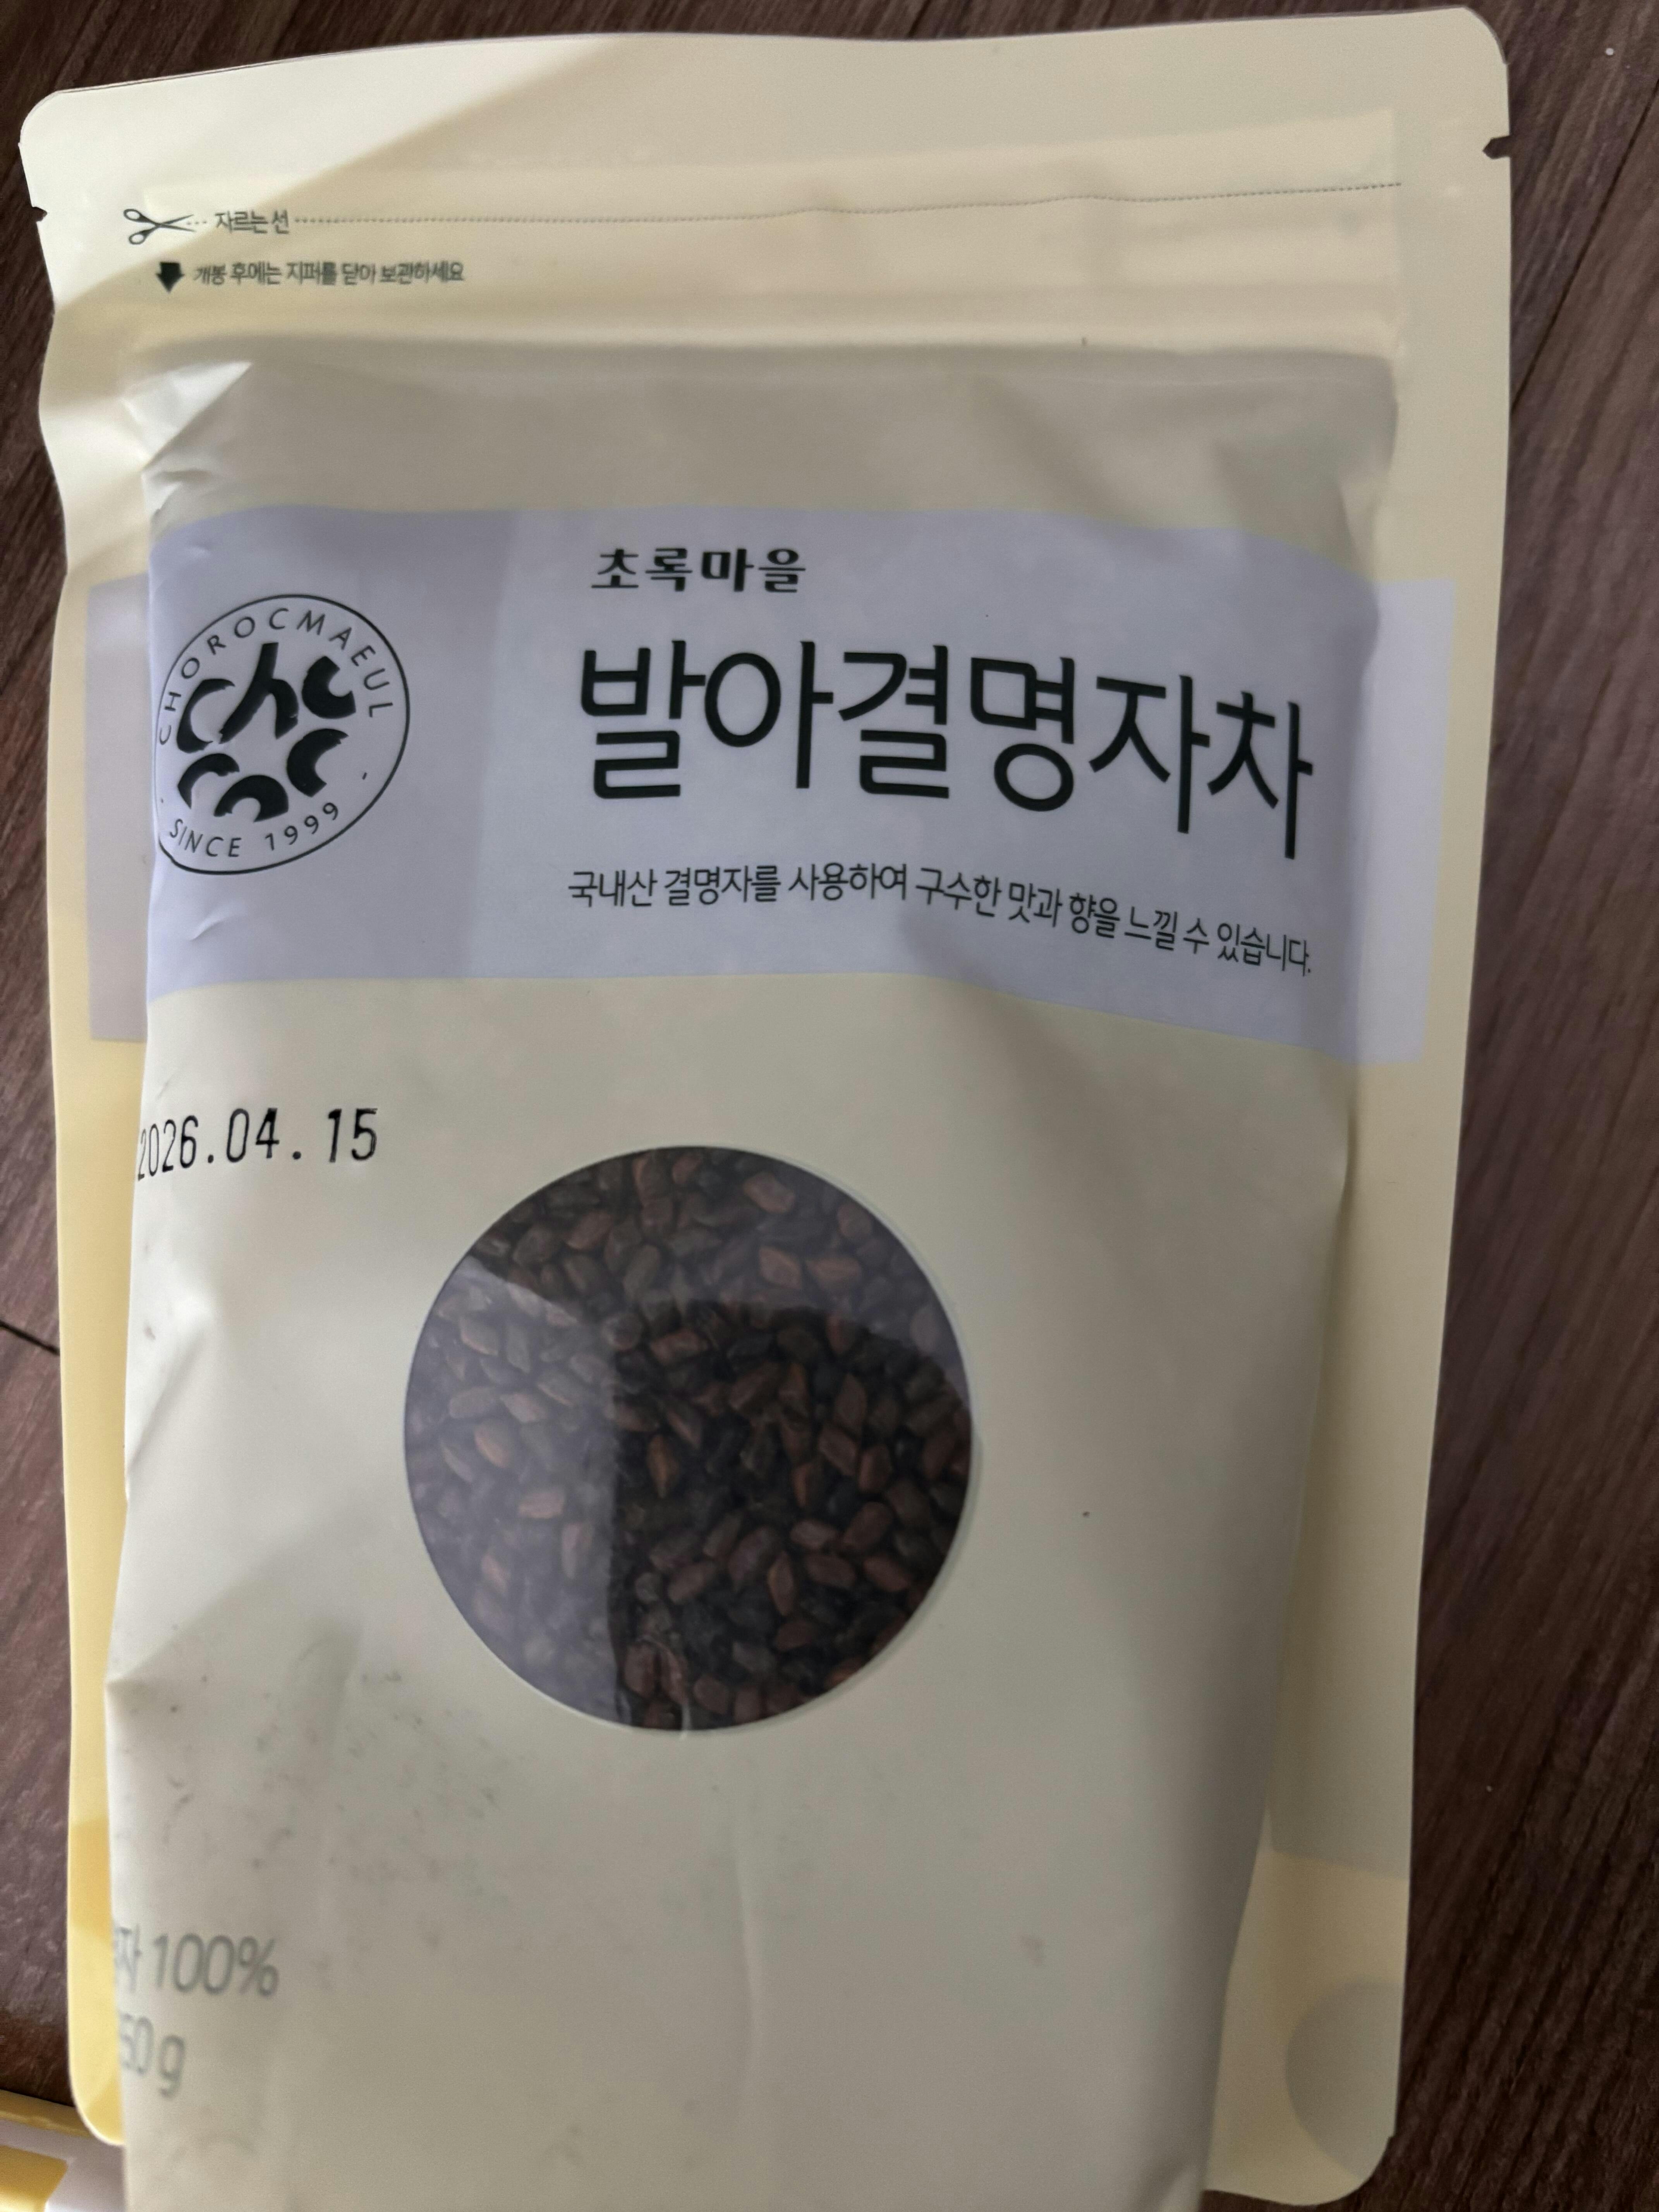 자르는 선
개봉 후에는 지퍼를 닫아 보관하세요
초록마을
CHOROCMAEUL
SINCE 1999
발아결명자차
국내산 결명자를 사용하여 구수한 맛과 향을 느낄 수 있습니다.
2026.04.15
100%